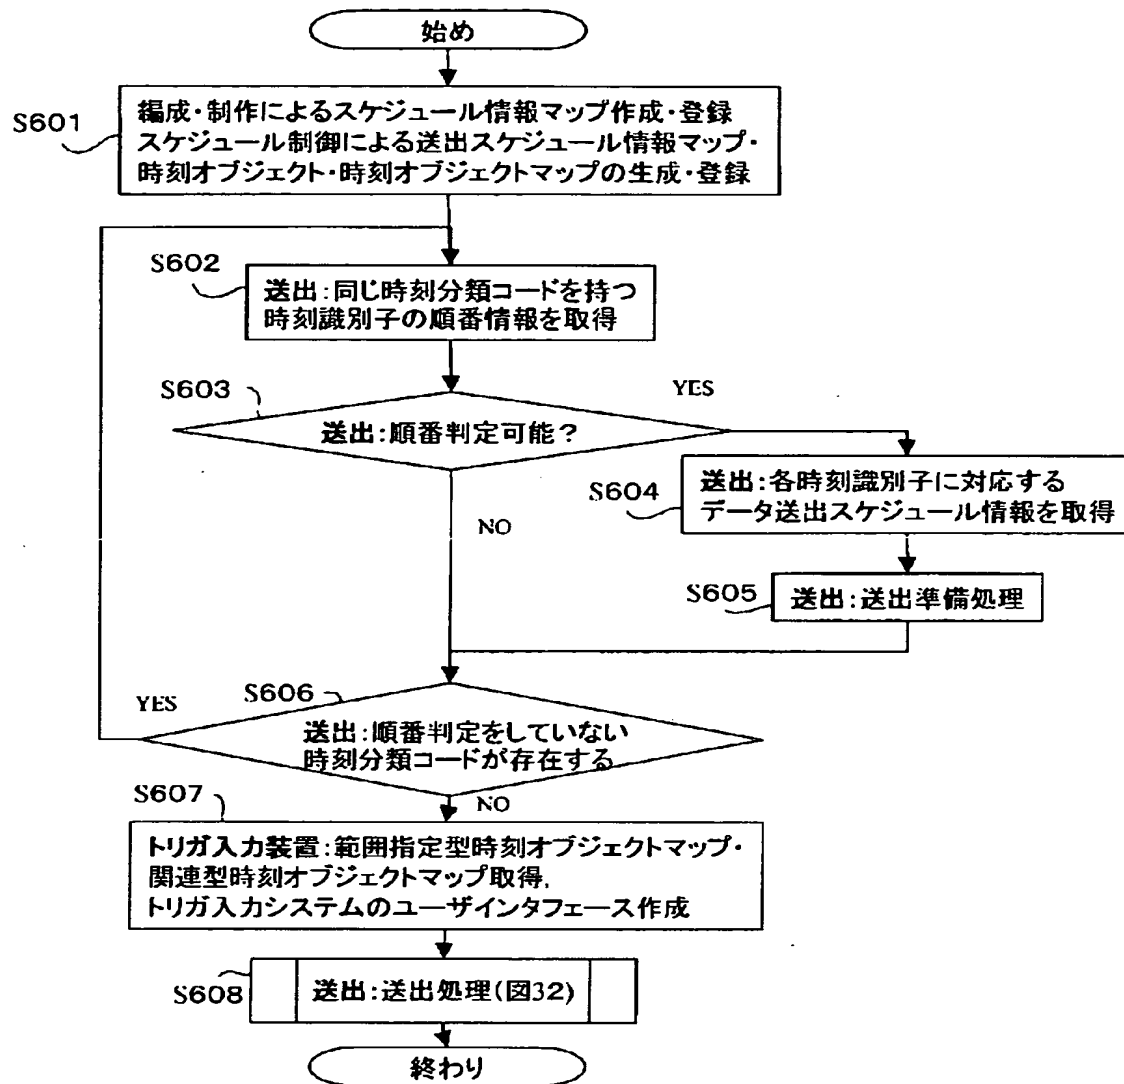 始め
S601
編成・制作によるスケジュール情報マップ作成・登録
スケジュール制御による送出スケジュール情報マップ・
時刻オブジェクト・時刻オブジェクトマップの生成・登録
S602
送出:同じ時刻分類コードを持つ
時刻識別子の順番情報を取得
S603
送出:順番判定可能?
YES
NO
S604
送出:各時刻識別子に対応する
データ送出スケジュール情報を取得
S605
送出:送出準備処理
S606
YES
送出:順番判定をしていない
時刻分類コードが存在する
NO
S607
トリガ入力装置:範囲指定型時刻オブジェクトマップ・
関連型時刻オブジェクトマップ取得,
トリガ入力システムのユーザインタフェース作成
S608
送出:送出処理(図32)
終わり